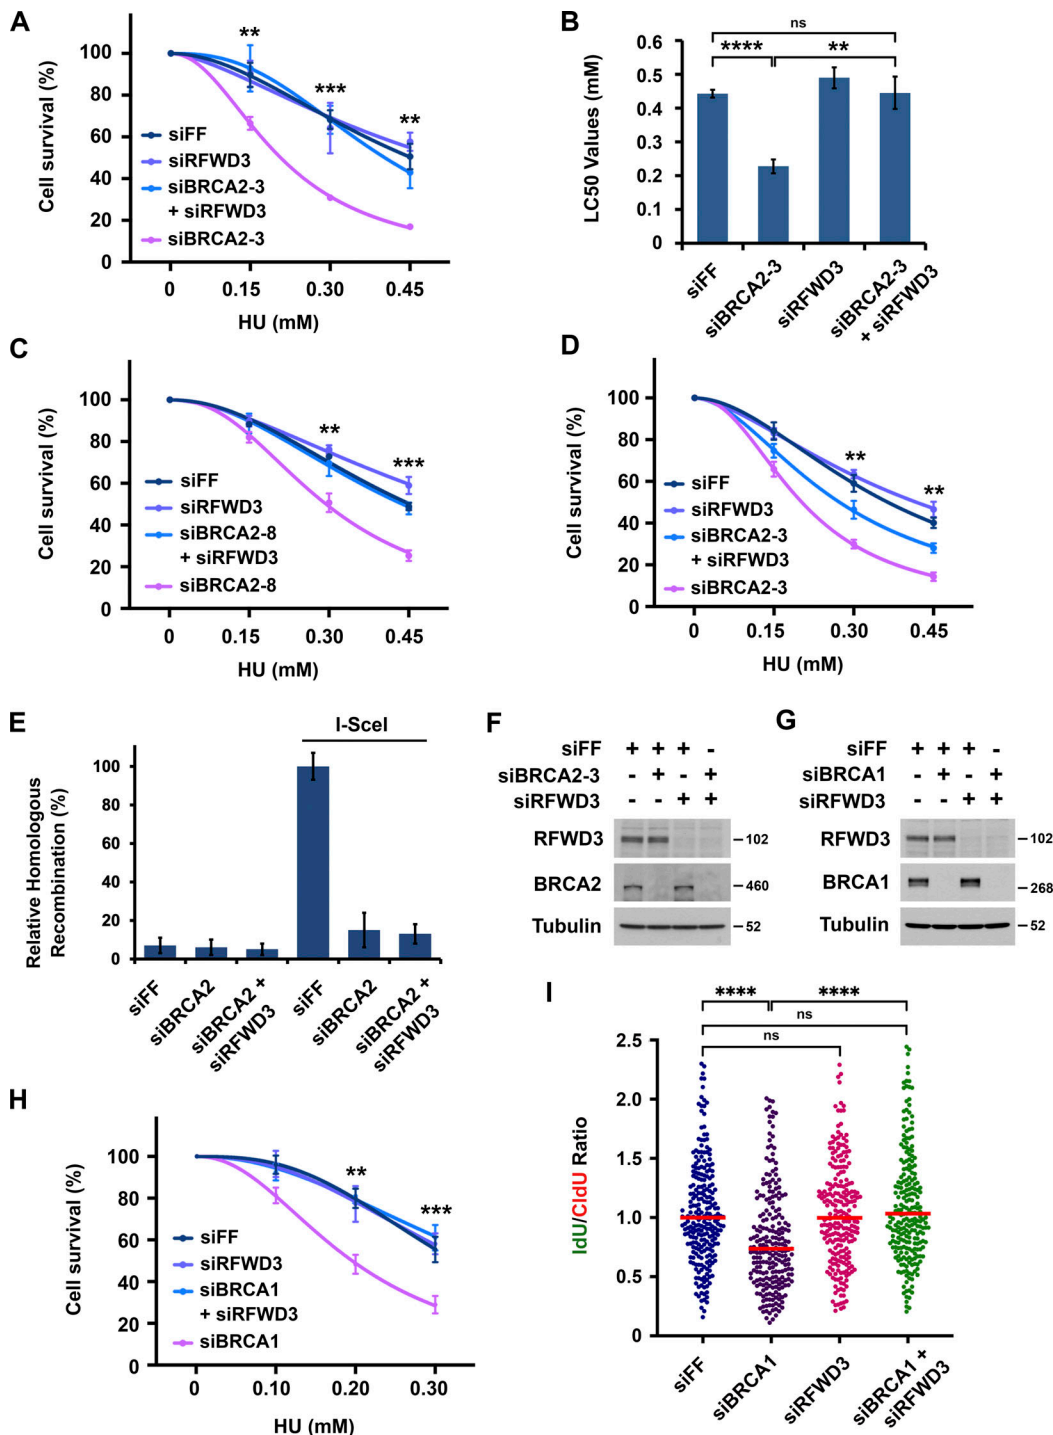 A
Cell survival (%)
100
80
60
40
20
0
**
***
**
siFF
siRFWD3
siBRCA2-3
+ siRFWD3
siBRCA2-3
0 0.15 0.30 0.45
HU (mM)
B
LC50 Values (mM)
0.6
0.5
0.4
0.3
0.2
0.1
0
ns
**** **
siFF
siBRCA2-3
siRFWD3
siBRCA2-3
+ siRFWD3
C
Cell survival (%)
100
80
60
40
20
0
**
***
siFF
siRFWD3
siBRCA2-8
+ siRFWD3
siBRCA2-8
0 0.15 0.30 0.45
HU (mM)
D
Cell survival (%)
100
80
60
40
20
0
**
**
siFF
siRFWD3
siBRCA2-3
+ siRFWD3
siBRCA2-3
0 0.15 0.30 0.45
HU (mM)
E
Relative Homologous
Recombination (%)
100
80
60
40
20
0
I-SceI
siFF
siBRCA2
siBRCA2 +
siRFWD3
siFF
siBRCA2
siBRCA2 +
siRFWD3
F
siFF + + + -
siBRCA2-3 - + - +
siRFWD3 - - + +
RFWD3 102
BRCA2 460
Tubulin 52
G
siFF + + + -
siBRCA1 - + - +
siRFWD3 - - + +
RFWD3 102
BRCA1 268
Tubulin 52
H
Cell survival (%)
100
80
60
80
20
0
**
***
siFF
siRFWD3
siBRCA1
+ siRFWD3
siBRCA1
0 0.10 0.20 0.30
HU (mM)
I
IdU/CldU Ratio
2.5
2.0
1.5
1.0
0.5
0
**** ****
ns
ns
siFF
siBRCA1
siRFWD3
siBRCA1 +
siRFWD3